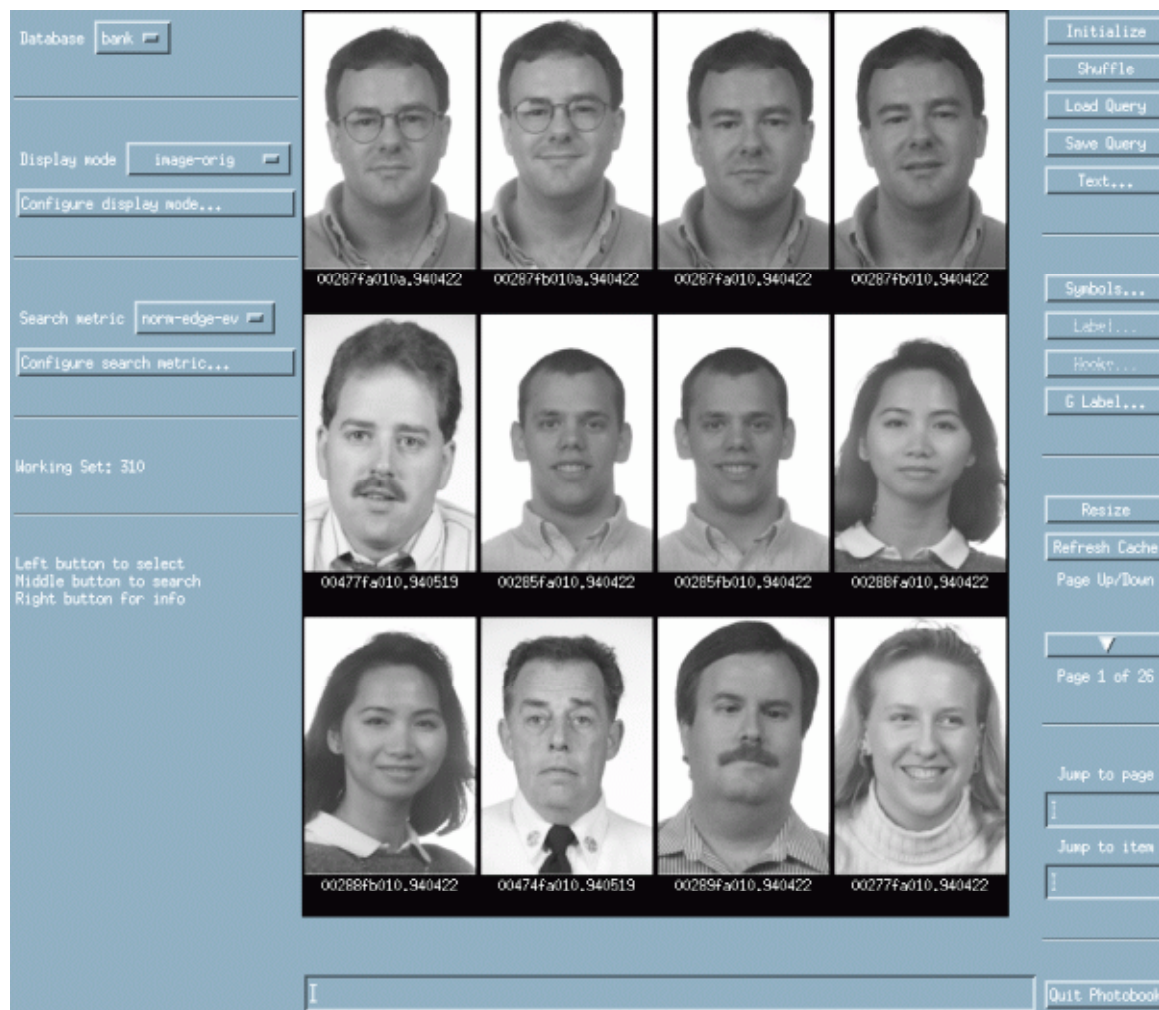 Database bank
Display mode image-orig
Configure display mode...
Search metric norm-edge-ev
Configure search metric...
Working Set: 310
Left button to select
Middle button to search
Right button for info
00287fa010a.940422 00287fb010a.940422 00287fa010.940422 00287fb010.940422
00477fa010.940519 00285fa010.940422 00285fb010.940422 00288fa010.940422
00288fb010.940422 00474fa010.940519 00289fa010.940422 00277fa010.940422
Initialize
Shuffle
Load Query
Save Query
Text...
Symbols...
Label...
Hooks...
G Label...
Resize
Refresh Cache
Page Up/Down
Page 1 of 26
Jump to page
Jump to item
Quit Photobook